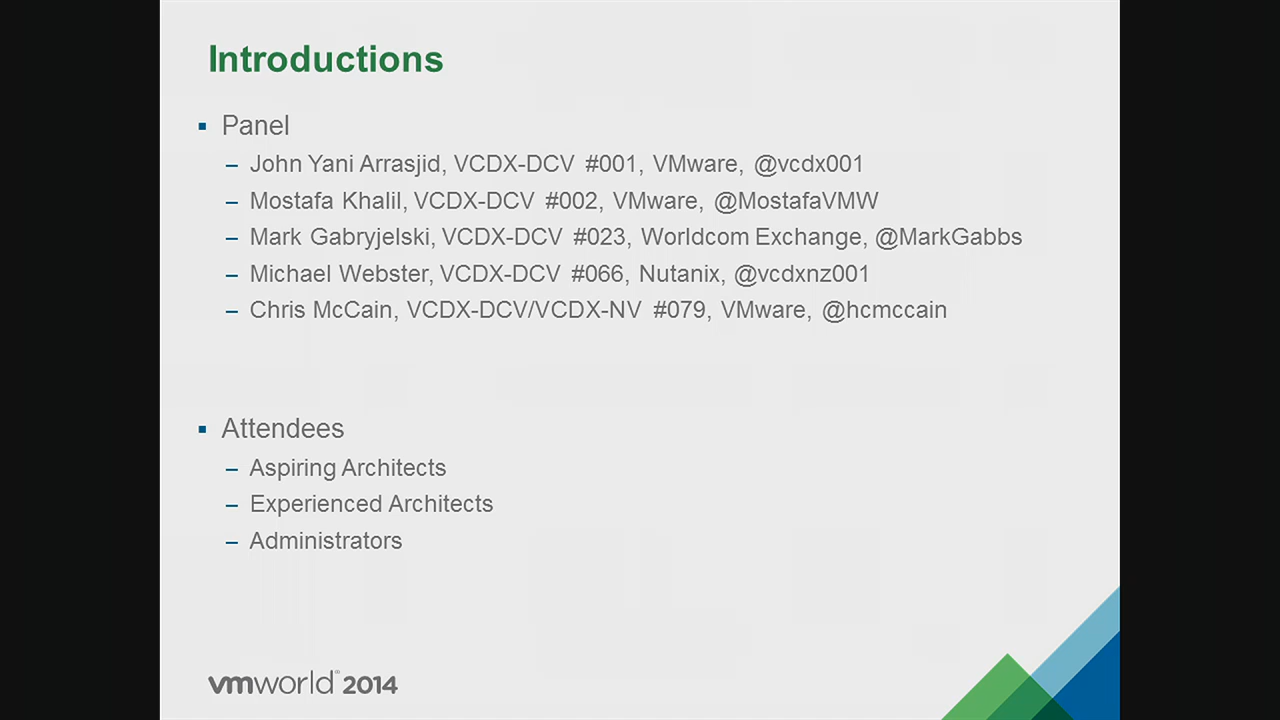 Introductions
▪ Panel
– John Yani Arrasjid, VCDX-DCV #001, VMware, @vcdx001
– Mostafa Khalil, VCDX-DCV #002, VMware, @MostafaVMW
– Mark Gabryjelski, VCDX-DCV #023, Worldcom Exchange, @MarkGabbs
– Michael Webster, VCDX-DCV #066, Nutanix, @vcdxnz001
– Chris McCain, VCDX-DCV/VCDX-NV #079, VMware, @hcmccain
▪ Attendees
– Aspiring Architects
– Experienced Architects
– Administrators
vmworld® 2014